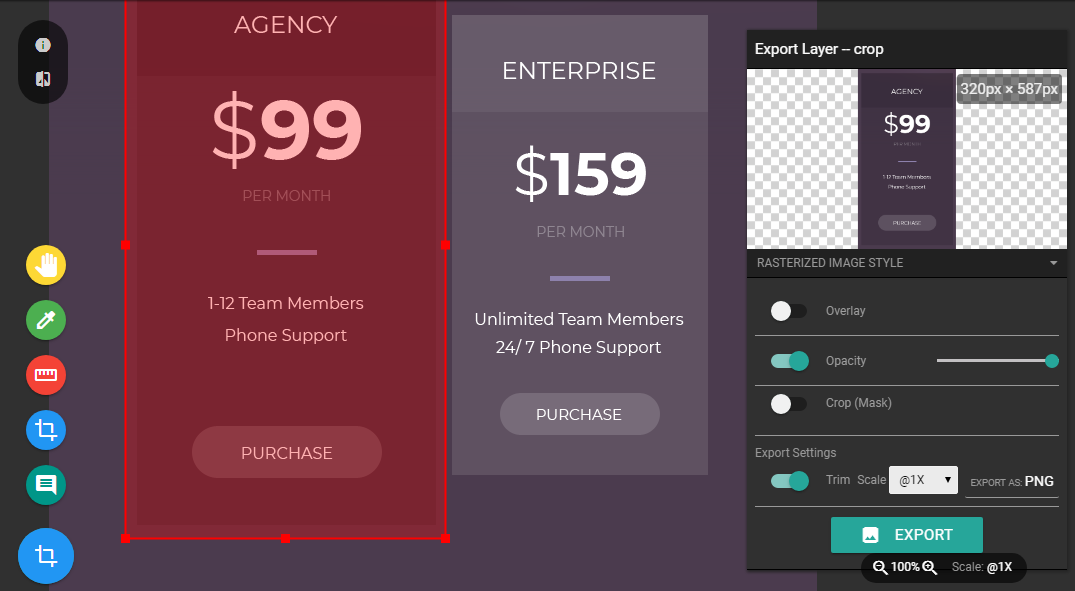 AGENCY
$99
PER MONTH
1-12 Team Members
Phone Support
PURCHASE
ENTERPRISE
$159
PER MONTH
Unlimited Team Members
24/ 7 Phone Support
PURCHASE
Export Layer -- crop
320px × 587px
AGENCY
$99
PER MONTH
1-12 Team Members
Phone Support
PURCHASE
RASTERIZED IMAGE STYLE
Overlay
Opacity
Crop (Mask)
Export Settings
Trim Scale @1X EXPORT AS: PNG
EXPORT
100% Scale: @1X